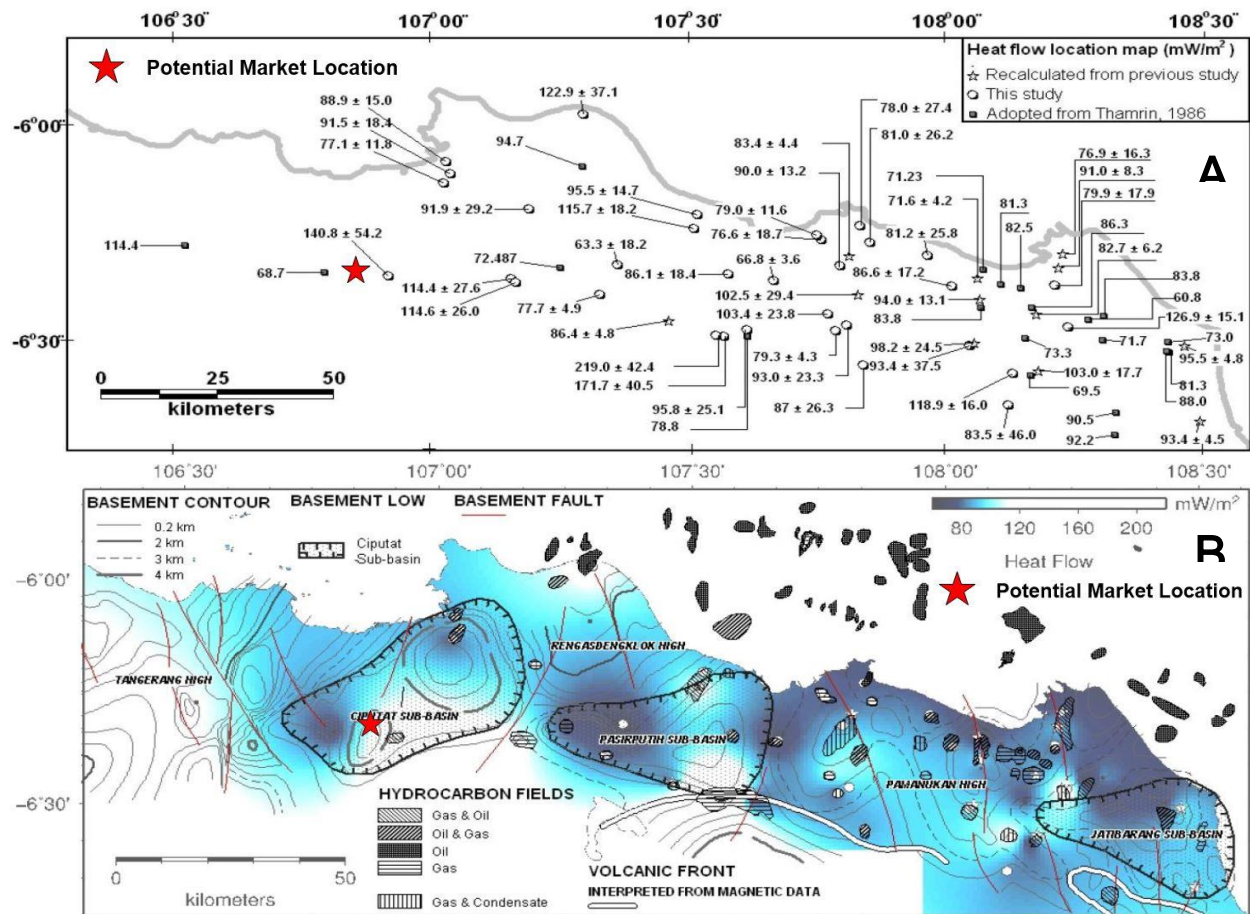 106°30' 107°00' 107°30' 108°00' 108°30'
Potential Market Location
Heat flow location map (mW/m²)
Recalculated from previous study
This study
Adopted from Thamrin, 1986
A
-6°00'
-6°30'
88.9 ± 15.0
91.5 ± 18.4
77.1 ± 11.8
122.9 ± 37.1
94.7
83.4 ± 4.4
90.0 ± 13.2
78.0 ± 27.4
81.0 ± 26.2
76.9 ± 16.3
91.0 ± 8.3
79.9 ± 17.9
71.23
71.6 ± 4.2
81.3
82.5
86.3
82.7 ± 6.2
95.5 ± 14.7
115.7 ± 18.2
79.0 ± 11.6
76.6 ± 18.7
91.9 ± 29.2
81.2 ± 25.8
114.4
140.8 ± 54.2
68.7
72.487
63.3 ± 18.2
66.8 ± 3.6
86.1 ± 18.4
86.6 ± 17.2
83.8
60.8
114.4 ± 27.6
114.6 ± 26.0
77.7 ± 4.9
102.5 ± 29.4
94.0 ± 13.1
83.8
126.9 ± 15.1
86.4 ± 4.8
103.4 ± 23.8
98.2 ± 24.5
93.4 ± 37.5
73.3
71.7
73.0
95.5 ± 4.8
219.0 ± 42.4
171.7 ± 40.5
79.3 ± 4.3
93.0 ± 23.3
103.0 ± 17.7
69.5
81.3
88.0
95.8 ± 25.1
78.8
87 ± 26.3
118.9 ± 16.0
83.5 ± 46.0
90.5
92.2
93.4 ± 4.5
0 25 50
kilometers
106°30' 107°00' 107°30' 108°00' 108°30'
BASEMENT CONTOUR
0.2 km
2 km
3 km
4 km
BASEMENT LOW
Ciputat
Sub-basin
BASEMENT FAULT
mW/m²
80 120 160 200
Heat Flow
Potential Market Location
-6°00'
-6°30'
TANGERANG HIGH
CIPUTAT SUB-BASIN
RENGASDENGKLOK HIGH
PASIRPUTIH SUB-BASIN
PAMANUKAN HIGH
JATIBARANG SUB-BASIN
HYDROCARBON FIELDS
Gas & Oil
Oil & Gas
Oil
Gas
Gas & Condensate
VOLCANIC FRONT
INTERPRETED FROM MAGNETIC DATA
0 50
kilometers